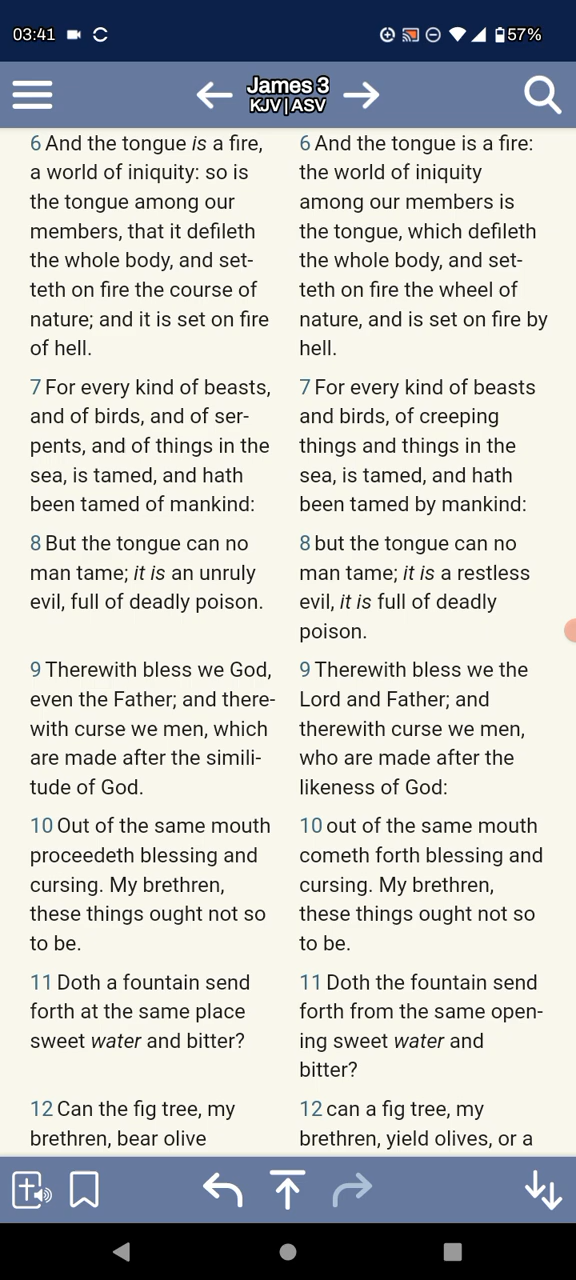 03:41
57%
James 3
KJV|ASV
6 And the tongue is a fire,
a world of iniquity: so is
the tongue among our
members, that it defileth
the whole body, and set-
teth on fire the course of
nature; and it is set on fire
of hell.
7 For every kind of beasts,
and of birds, and of ser-
pents, and of things in the
sea, is tamed, and hath
been tamed of mankind:
8 But the tongue can no
man tame; it is an unruly
evil, full of deadly poison.
9 Therewith bless we God,
even the Father; and there-
with curse we men, which
are made after the simili-
tude of God.
10 Out of the same mouth
proceedeth blessing and
cursing. My brethren,
these things ought not so
to be.
11 Doth a fountain send
forth at the same place
sweet water and bitter?
12 Can the fig tree, my
brethren, bear olive
6 And the tongue is a fire:
the world of iniquity
among our members is
the tongue, which defileth
the whole body, and set-
teth on fire the wheel of
nature, and is set on fire by
hell.
7 For every kind of beasts
and birds, of creeping
things and things in the
sea, is tamed, and hath
been tamed by mankind:
8 but the tongue can no
man tame; it is a restless
evil, it is full of deadly
poison.
9 Therewith bless we the
Lord and Father; and
therewith curse we men,
who are made after the
likeness of God:
10 out of the same mouth
cometh forth blessing and
cursing. My brethren,
these things ought not so
to be.
11 Doth the fountain send
forth from the same open-
ing sweet water and
bitter?
12 can a fig tree, my
brethren, yield olives, or a